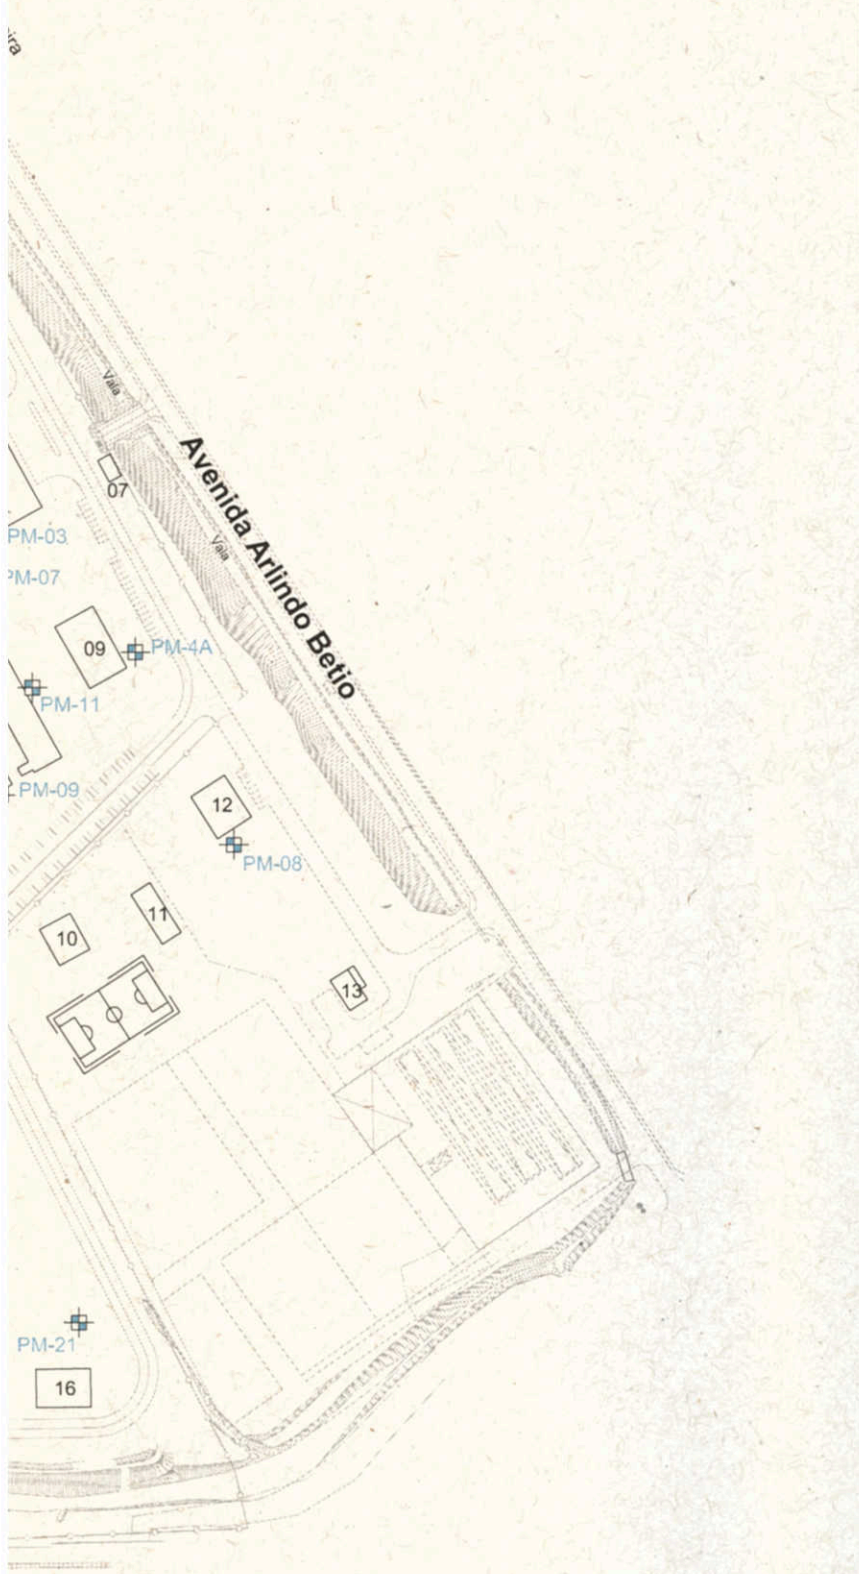 Vala
07
Avenida Arlindo Betio
PM-03
Vala
PM-07
09
PM-4A
PM-11
PM-09
12
PM-08
11
10
13
PM-21
16